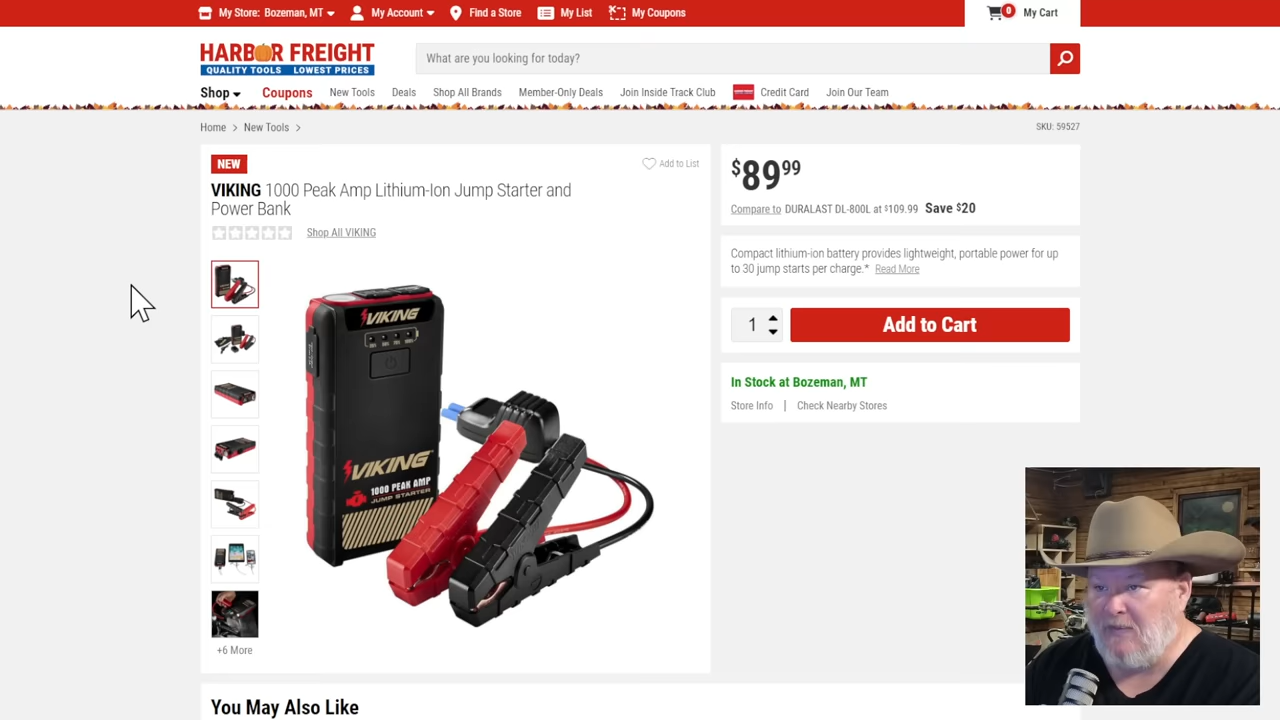 My Store: Bozeman, MT My Account Find a Store My List My Coupons 0 My Cart
HARBOR FREIGHT
QUALITY TOOLS LOWEST PRICES
What are you looking for today?
Shop Coupons New Tools Deals Shop All Brands Member-Only Deals Join Inside Track Club Credit Card Join Our Team
Home > New Tools >
SKU: 59527
NEW
Add to List
VIKING 1000 Peak Amp Lithium-Ion Jump Starter and
Power Bank
Shop All VIKING
$89 99
Compare to DURALAST DL-800L at $109.99 Save $20
Compact lithium-ion battery provides lightweight, portable power for up
to 30 jump starts per charge.* Read More
1
Add to Cart
In Stock at Bozeman, MT
Store Info | Check Nearby Stores
VIKING
VIKING
1000 PEAK AMP
JUMP STARTER
+6 More
You May Also Like